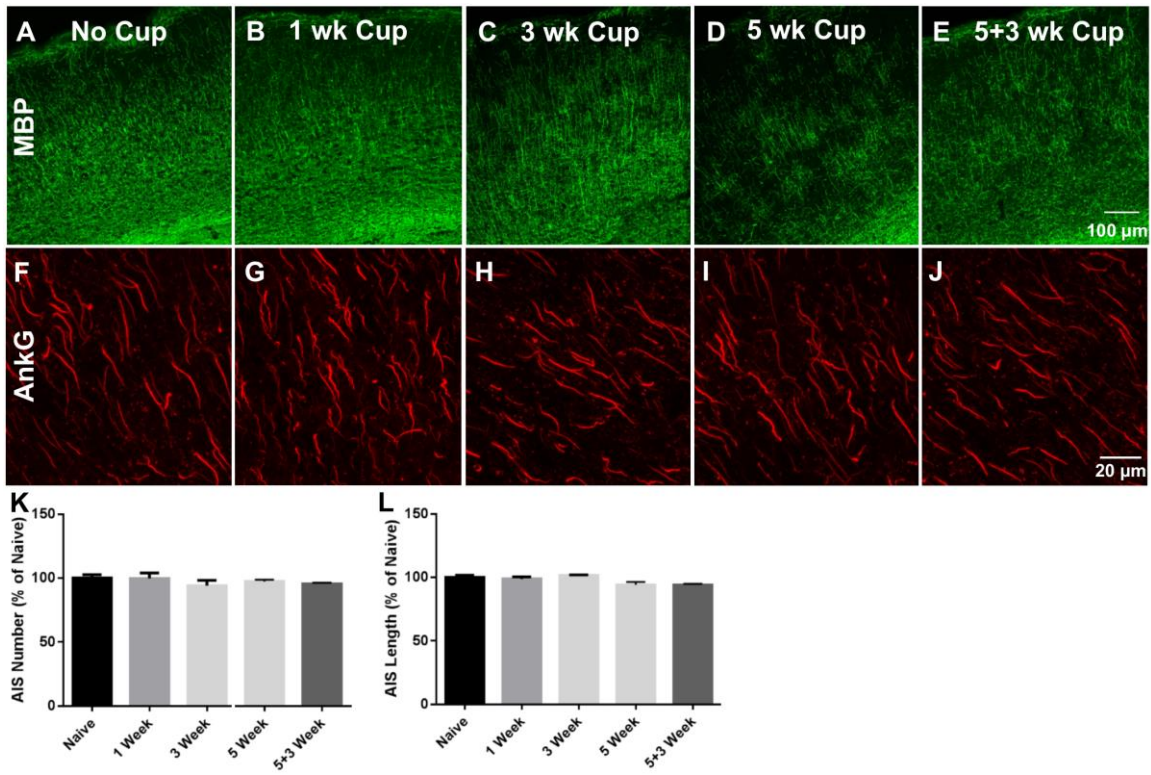 A No Cup
B 1 wk Cup
C 3 wk Cup
D 5 wk Cup
E 5+3 wk Cup
MBP
100 µm
F
G
H
I
J
AnkG
20 µm
K
AIS Number (% of Naive)
150
100
50
0
Naive
1 Week
3 Week
5 Week
5+3 Week
L
AIS Length (% of Naive)
150
100
50
0
Naive
1 Week
3 Week
5 Week
5+3 Week